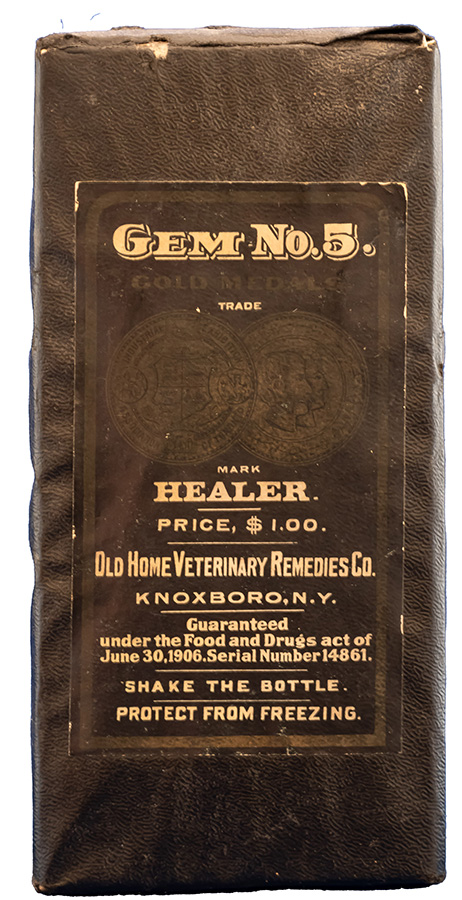 GEM NO.5.
GOLD MEDALS.
TRADE
MARK
HEALER.
PRICE, $1.00.
OLD HOME VETERINARY REMEDIES CO.
KNOXBORO, N.Y.
Guaranteed
under the Food and Drugs act of
June 30,1906. Serial Number 14861.
SHAKE THE BOTTLE.
PROTECT FROM FREEZING.